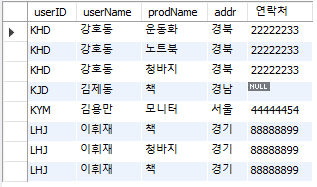 userID userName prodName addr 연락처
KHD 강호동 운동화 경북 22222233
KHD 강호동 노트북 경북 22222233
KHD 강호동 청바지 경북 22222233
KJD 김제동 책 경남 NULL
KYM 김용만 모니터 서울 44444454
LHJ 이휘재 책 경기 88888899
LHJ 이휘재 청바지 경기 88888899
LHJ 이휘재 책 경기 88888899